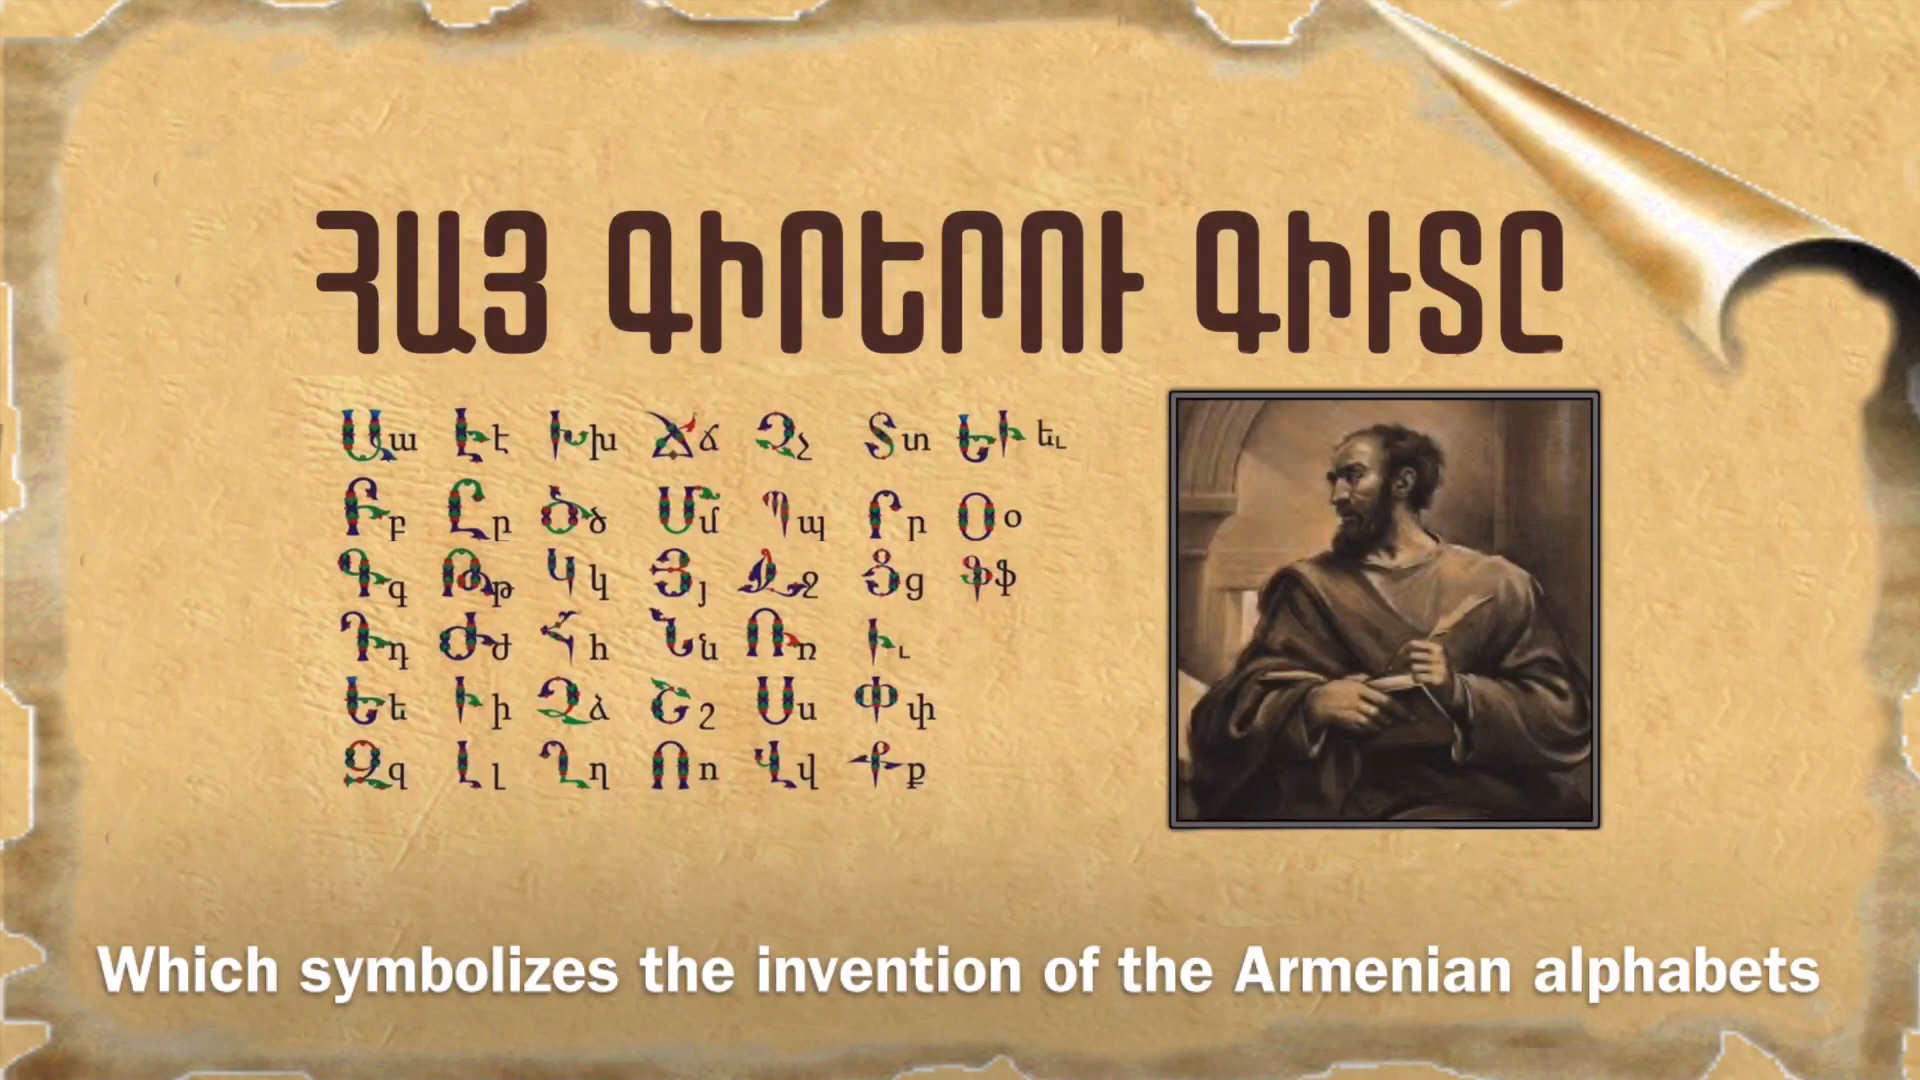 ՀԱՅ ԳԻՐԵՐՈՒ ԳԻՒՏԸ
Աա Էէ Խխ Ճճ Չչ Տտ ԵՒ եւ
Բբ Ըը Ծծ Մմ Պպ Րր Օօ
Գգ Թթ Կկ Յյ Ջջ Ցց Ֆֆ
Դդ Ժժ Հհ Նն Ռռ Ււ
Եե Իի Ձձ Շշ Սս Փփ
Զզ Լլ Ղղ Ոո Վվ Քք
Which symbolizes the invention of the Armenian alphabets